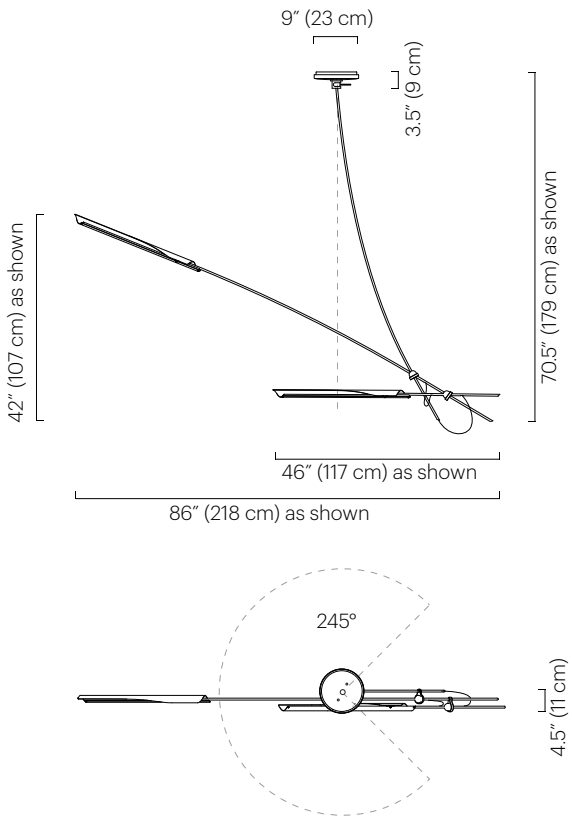 9” (23 cm)
3.5” (9 cm)
42” (107 cm) as shown
70.5” (179 cm) as shown
46” (117 cm) as shown
86” (218 cm) as shown
245°
4.5” (11 cm)